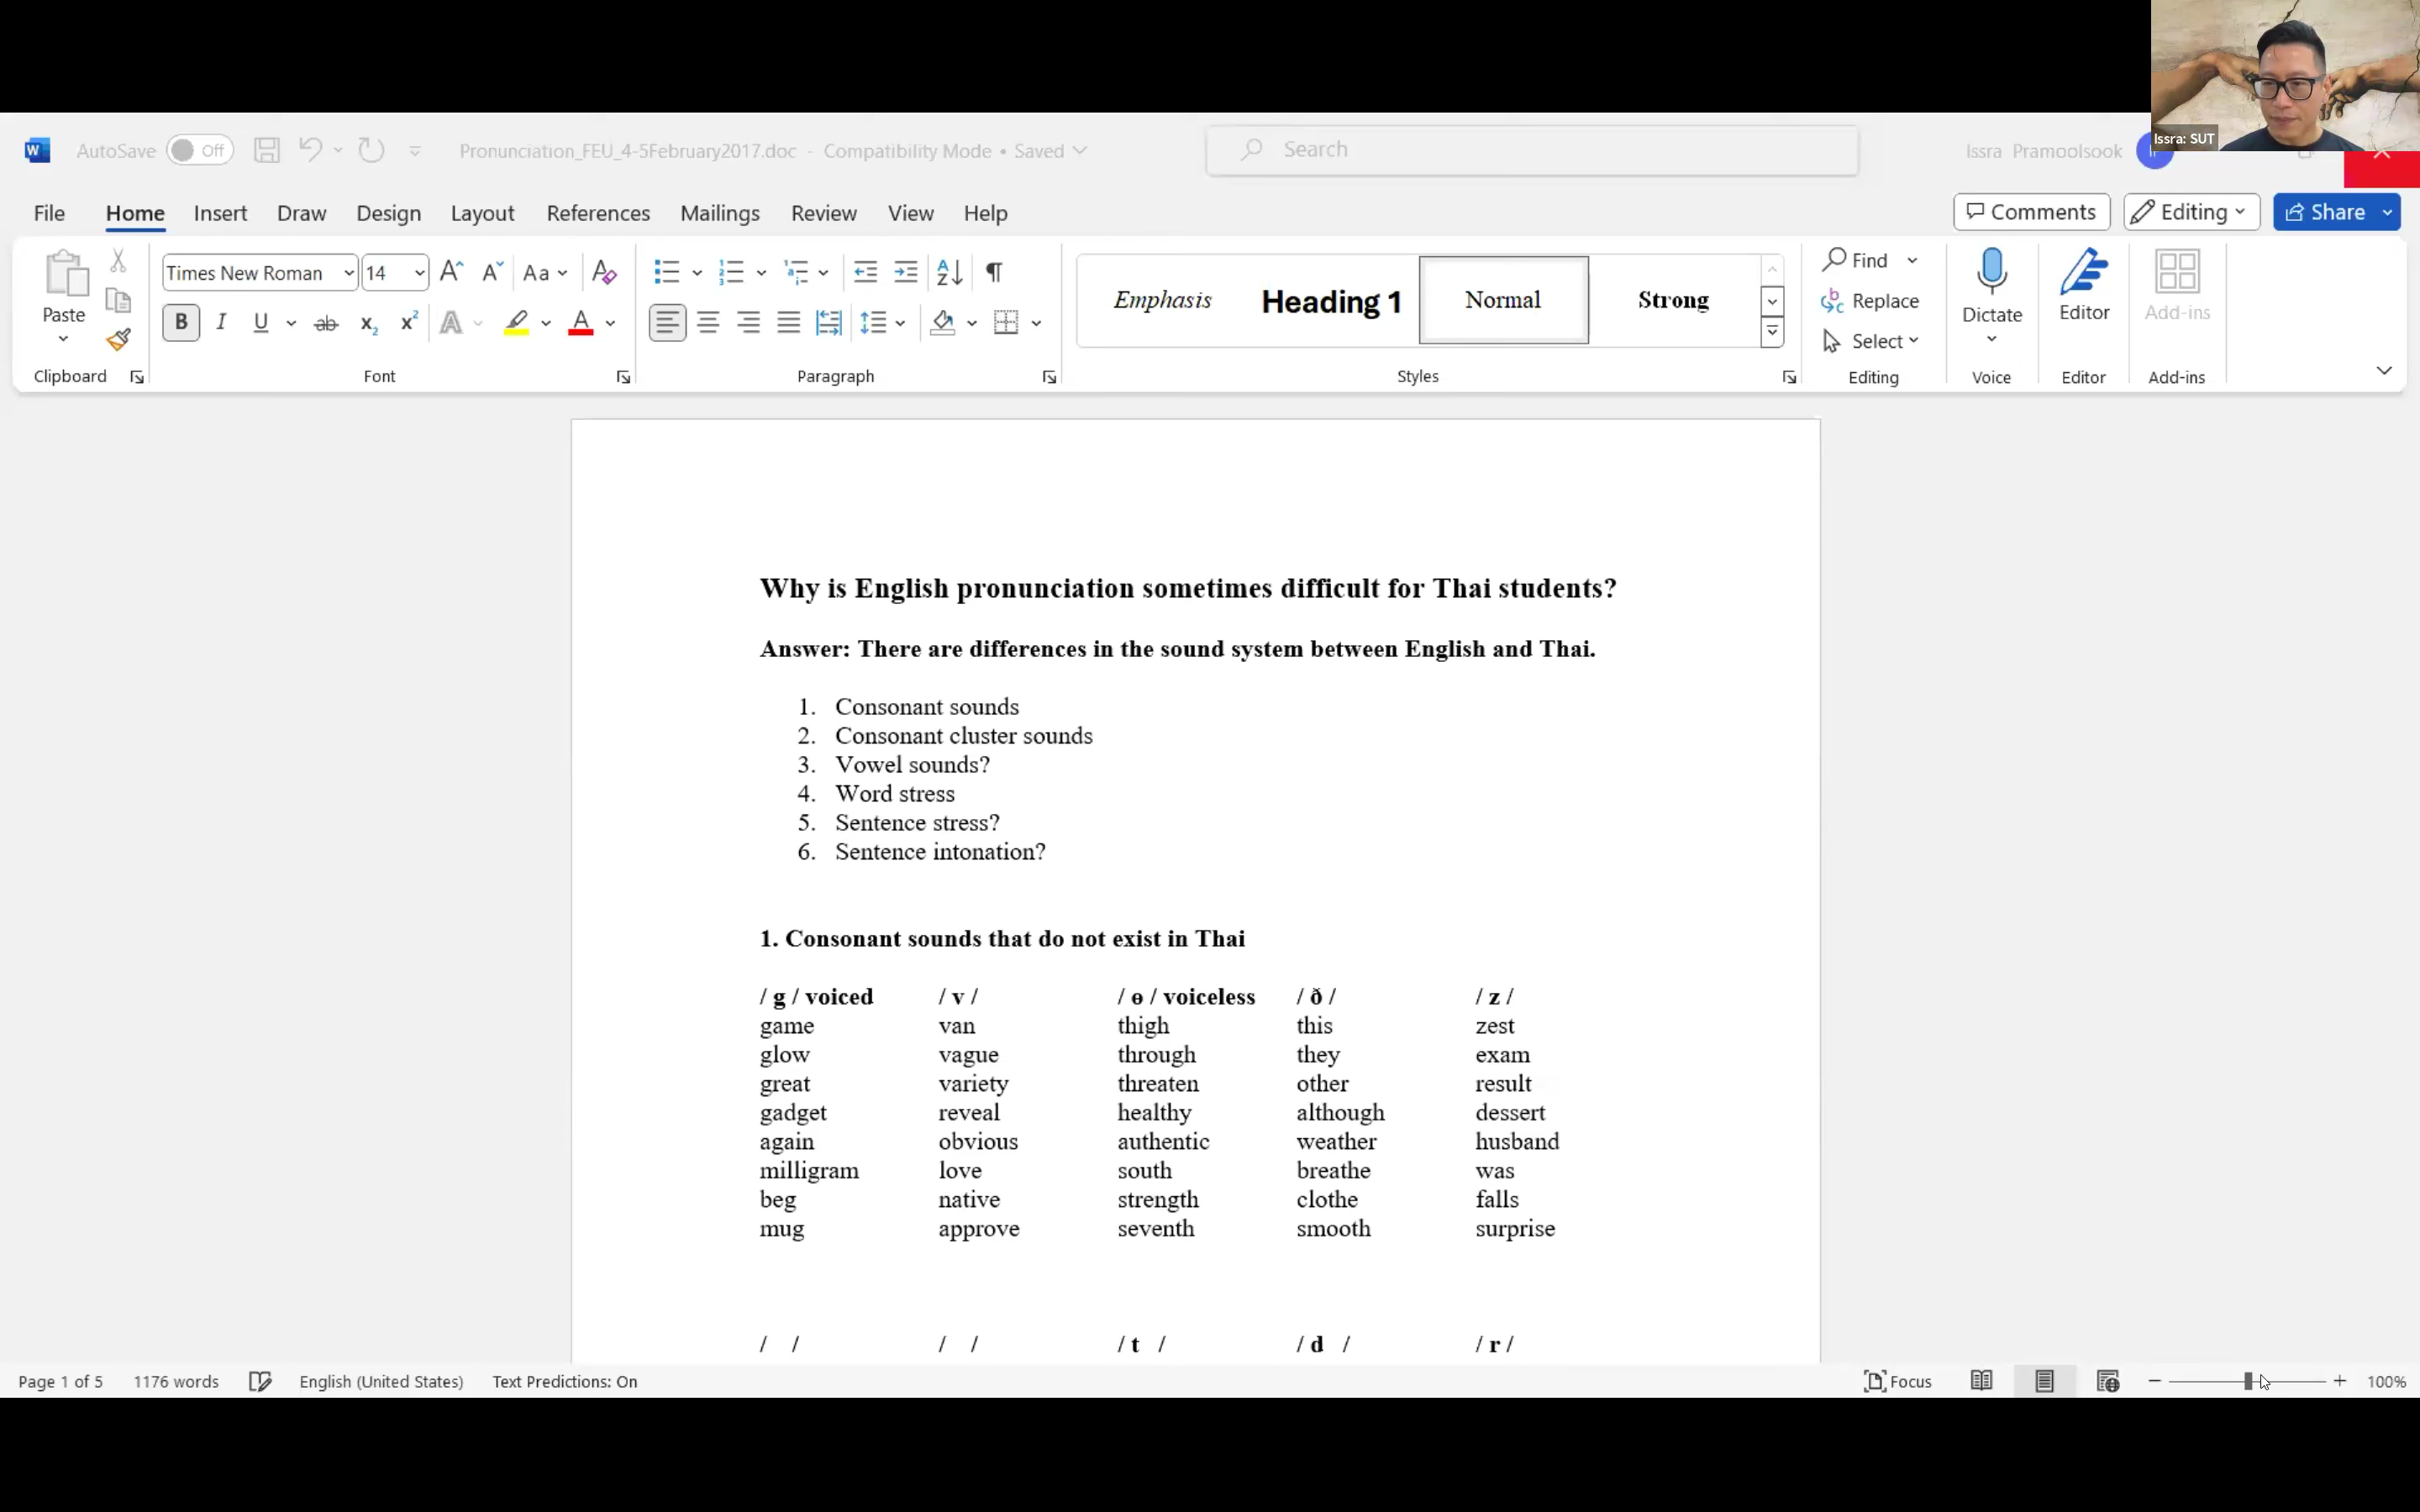 Issra: SUT
AutoSave Off Pronunciation_FEU_4-5February2017.doc - Compatibility Mode • Saved Search Issra Pramoolsook
File Home Insert Draw Design Layout References Mailings Review View Help Comments Editing Share
Paste Times New Roman 14 Aa Emphasis Heading 1 Normal Strong Find Replace Select Dictate Editor Add-ins
Clipboard Font Paragraph Styles Editing Voice Editor Add-ins
Why is English pronunciation sometimes difficult for Thai students?
Answer: There are differences in the sound system between English and Thai.
1. Consonant sounds
2. Consonant cluster sounds
3. Vowel sounds?
4. Word stress
5. Sentence stress?
6. Sentence intonation?
1. Consonant sounds that do not exist in Thai
/ g / voiced / v / / ɵ / voiceless / ð / / z /
game van thigh this zest
glow vague through they exam
great variety threaten other result
gadget reveal healthy although dessert
again obvious authentic weather husband
milligram love south breathe was
beg native strength clothe falls
mug approve seventh smooth surprise
/ / / / / t / / d / / r /
Page 1 of 5 1176 words English (United States) Text Predictions: On Focus 100%